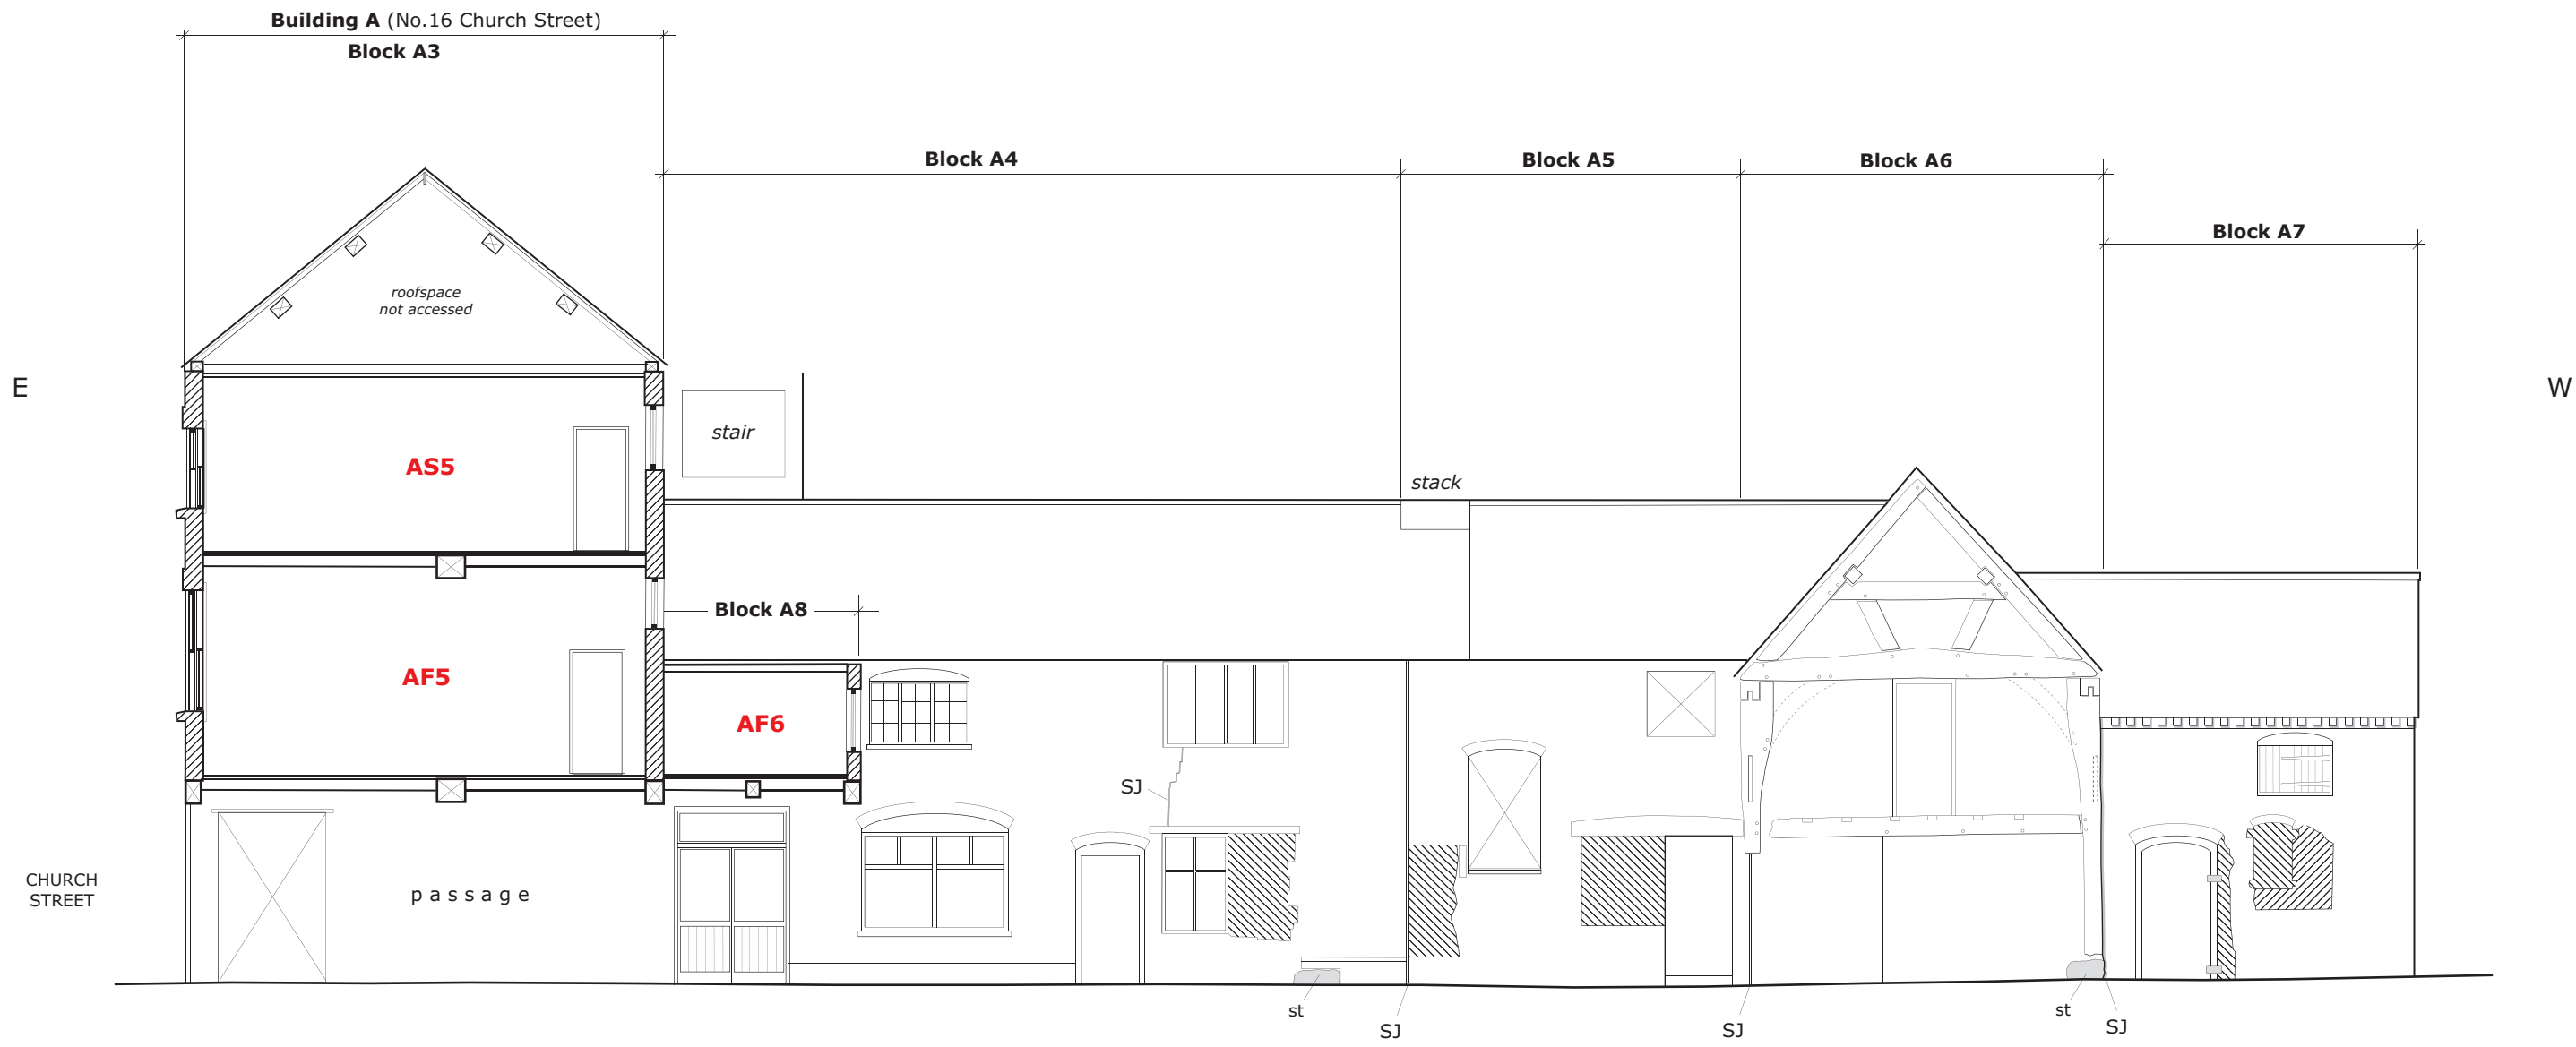 Building A (No.16 Church Street)
Block A3
Block A4
Block A5
Block A6
Block A7
roofspace
not accessed
E
W
stair
AS5
stack
Block A8
AF5
AF6
SJ
CHURCH
STREET
passage
st
SJ
SJ
st
SJ